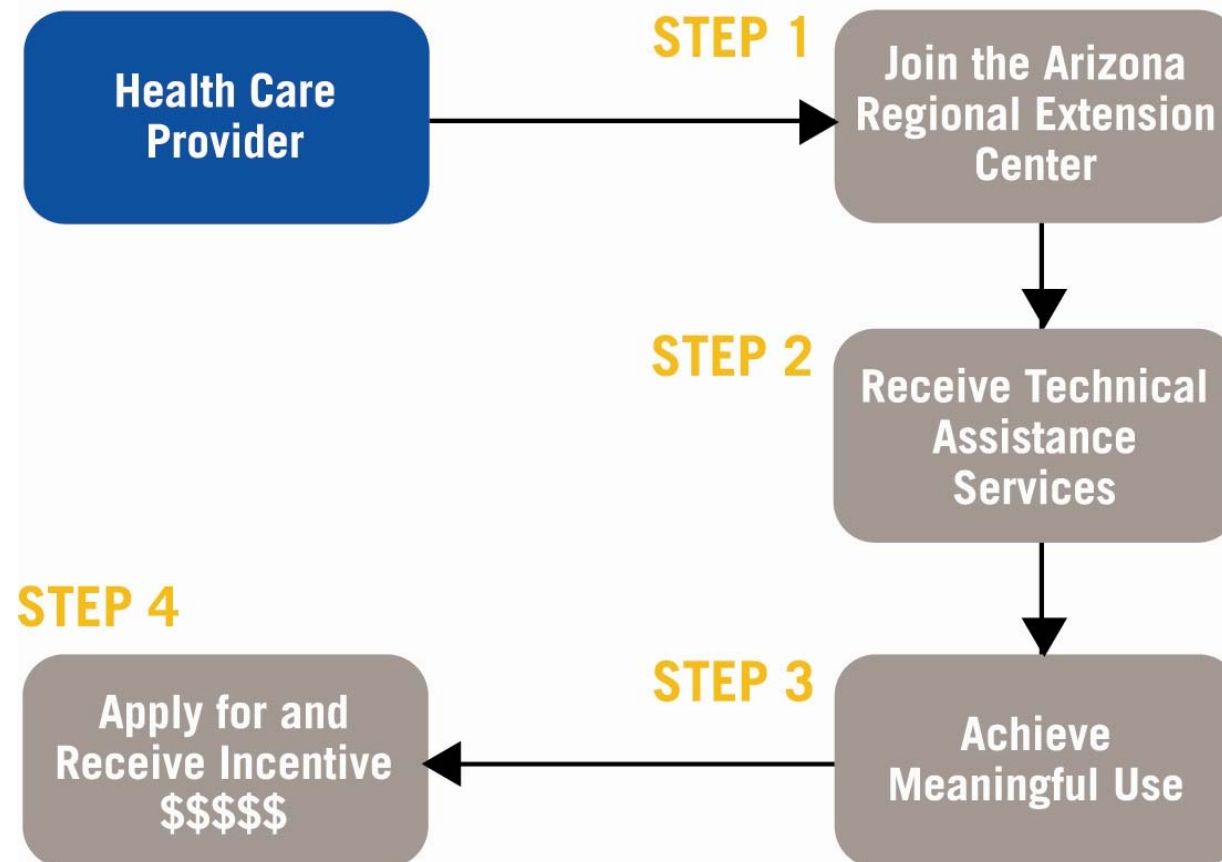 Health Care
Provider
STEP 1
Join the Arizona
Regional Extension
Center
STEP 2
Receive Technical
Assistance
Services
STEP 3
Achieve
Meaningful Use
STEP 4
Apply for and
Receive Incentive
$$$$$